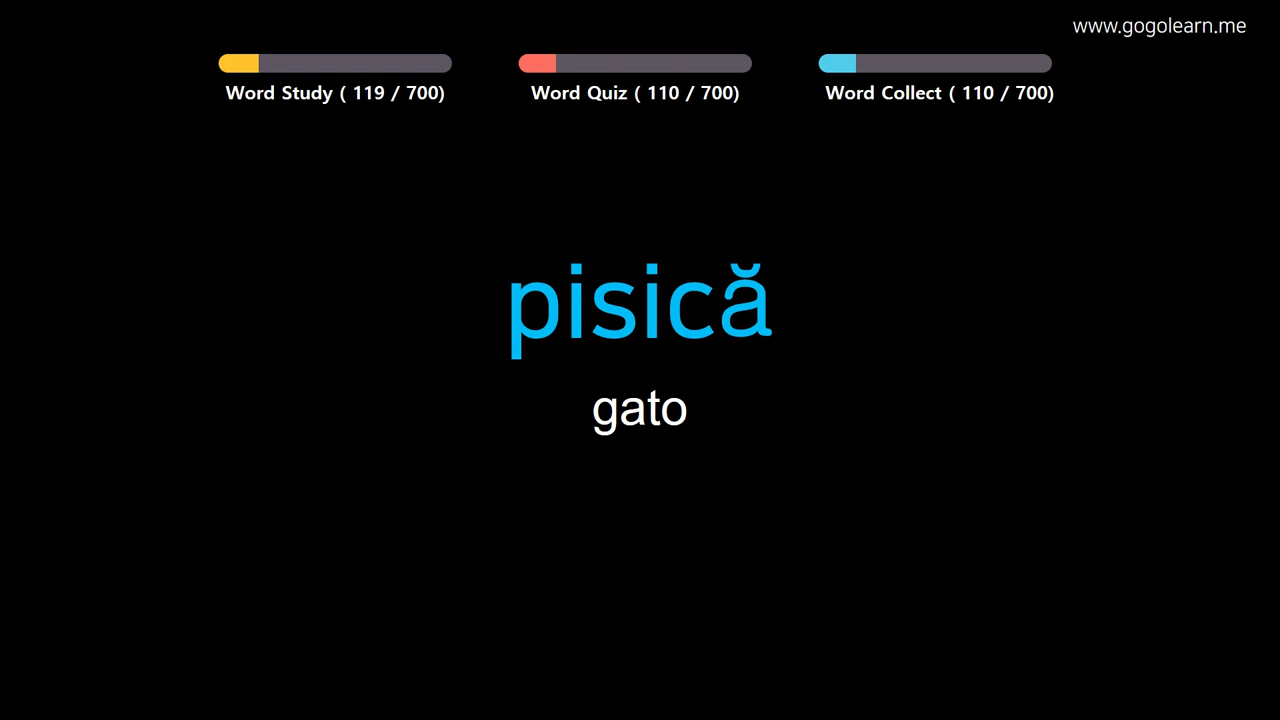 www.gogolearn.me
Word Study ( 119 / 700)
Word Quiz ( 110 / 700)
Word Collect ( 110 / 700)
pisică
gato